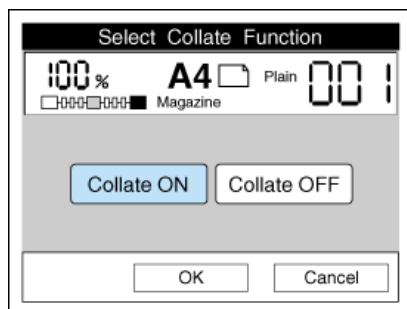 Select Collate Function
100 % A4 Plain 001
Magazine
Collate ON Collate OFF
OK Cancel